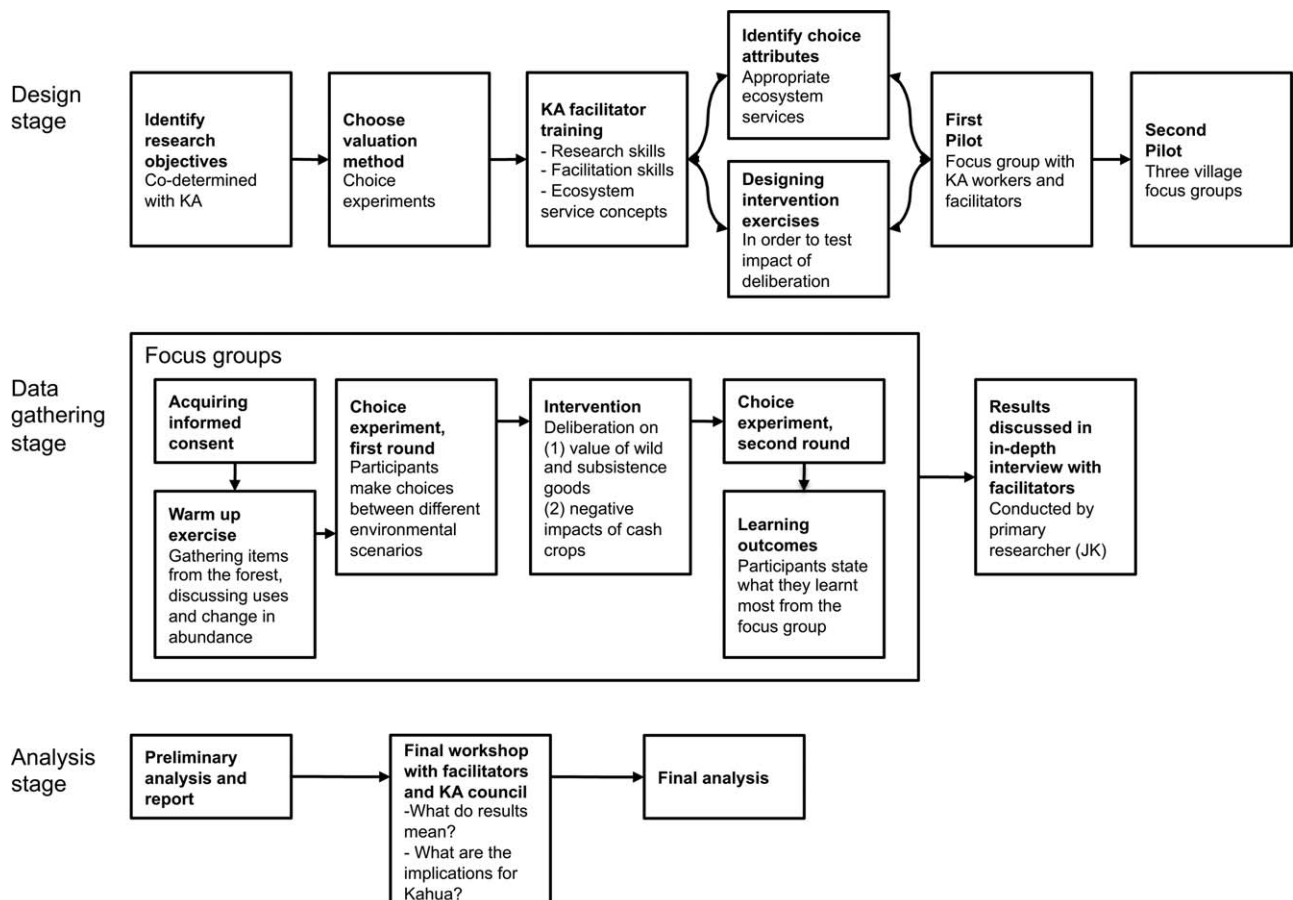 Design
stage
Identify
research
objectives
Co-determined
with KA
Choose
valuation
method
Choice
experiments
KA facilitator
training
- Research skills
- Facilitation skills
- Ecosystem
service concepts
Identify choice
attributes
Appropriate
ecosystem
services
Designing
intervention
exercises
In order to test
impact of
deliberation
First
Pilot
Focus group with
KA workers and
facilitators
Second
Pilot
Three village
focus groups
Data
gathering
stage
Focus groups
Acquiring
informed
consent
Warm up
exercise
Gathering items
from the forest,
discussing uses
and change in
abundance
Choice
experiment,
first round
Participants
make choices
between different
environmental
scenarios
Intervention
Deliberation on
(1) value of wild
and subsistence
goods
(2) negative
impacts of cash
crops
Choice
experiment,
second round
Learning
outcomes
Participants state
what they learnt
most from the
focus group
Results
discussed in
in-depth
interview with
facilitators
Conducted by
primary
researcher (JK)
Analysis
stage
Preliminary
analysis and
report
Final workshop
with facilitators
and KA council
-What do results
mean?
- What are the
implications for
Kahua?
Final analysis